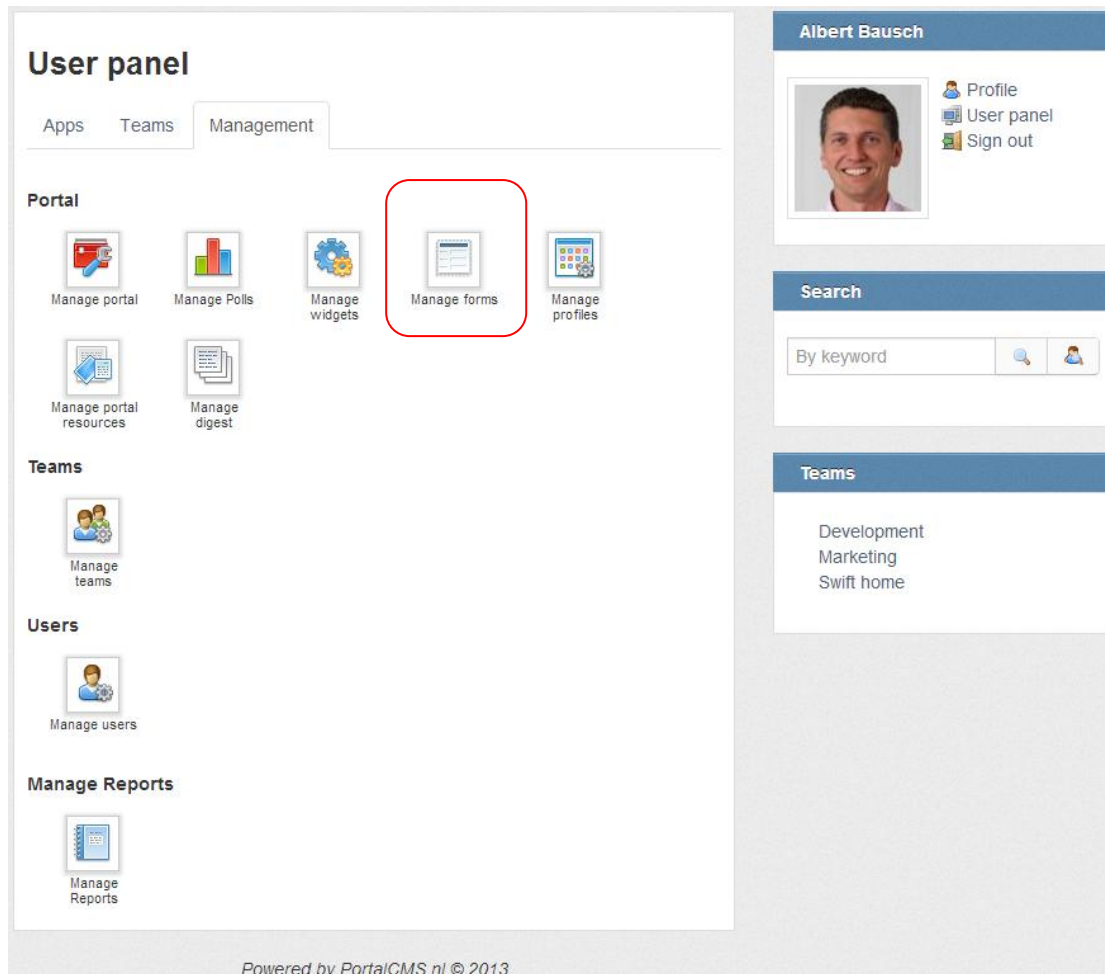 User panel
Apps Teams Management
Portal
Manage portal
Manage Polls
Manage
widgets
Manage forms
Manage
profiles
Manage portal
resources
Manage
digest
Teams
Manage
teams
Users
Manage users
Manage Reports
Manage
Reports
Powered by PortalCMS.nl © 2013
Albert Bausch
Profile
User panel
Sign out
Search
By keyword
Teams
Development
Marketing
Swift home